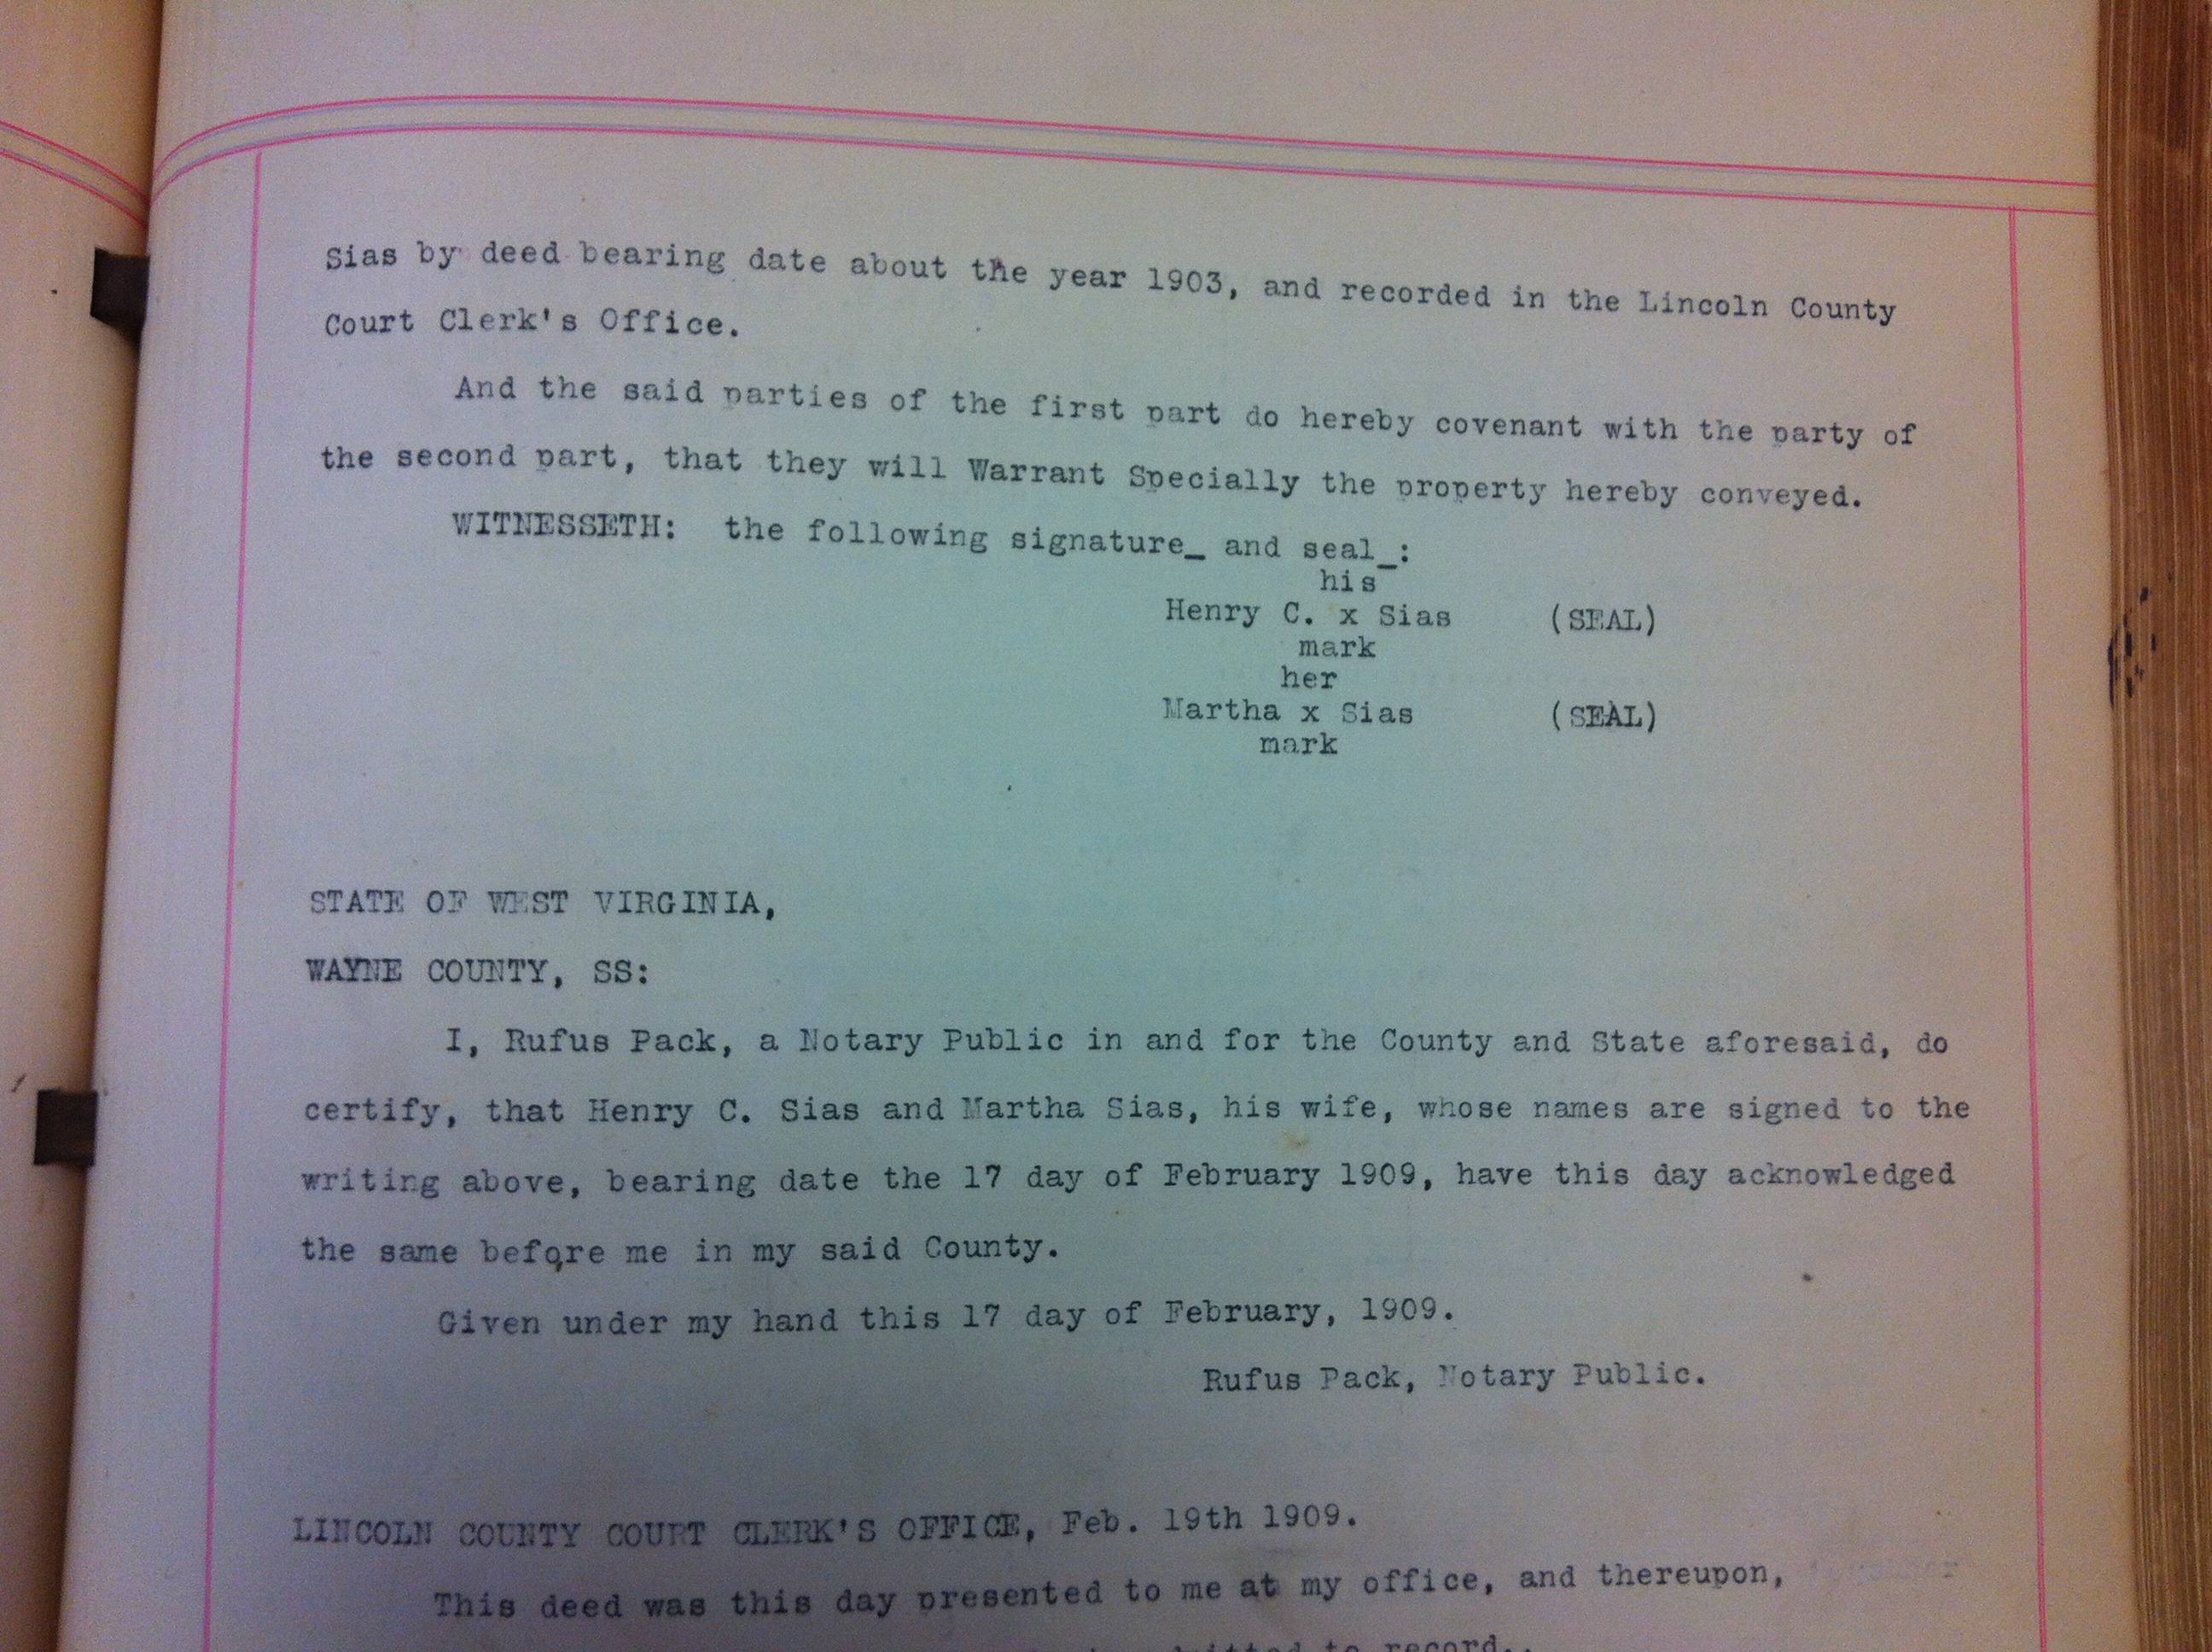 Sias by deed bearing date about the year 1903, and recorded in the Lincoln County
Court Clerk's Office.
And the said parties of the first part do hereby covenant with the party of
the second part, that they will Warrant Specially the property hereby conveyed.
WITNESSETH: the following signature_ and seal_:
his
Henry C. x Sias (SEAL)
mark
her
Martha x Sias (SEAL)
mark
STATE OF WEST VIRGINIA,
WAYNE COUNTY, SS:
I, Rufus Pack, a Notary Public in and for the County and State aforesaid, do
certify, that Henry C. Sias and Martha Sias, his wife, whose names are signed to the
writing above, bearing date the 17 day of February 1909, have this day acknowledged
the same before me in my said County.
Given under my hand this 17 day of February, 1909.
Rufus Pack, Notary Public.
LINCOLN COUNTY COURT CLERK'S OFFICE, Feb. 19th 1909.
This deed was this day presented to me at my office, and thereupon,
to record.